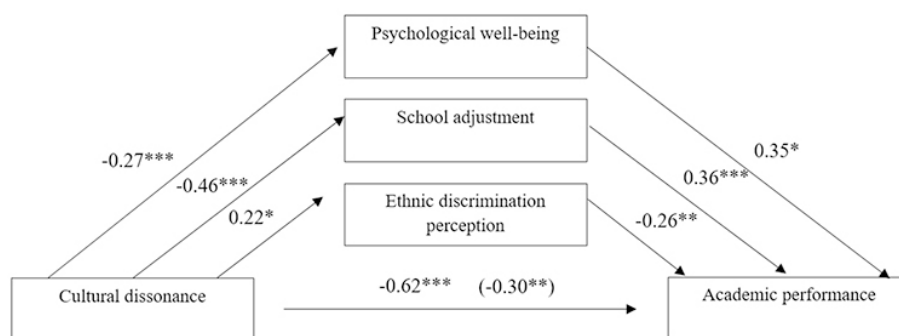 Psychological well-being
School adjustment
-0.27***
0.35*
-0.46***
0.36***
Ethnic discrimination
perception
0.22*
-0.26**
-0.62*** (-0.30**)
Cultural dissonance
Academic performance